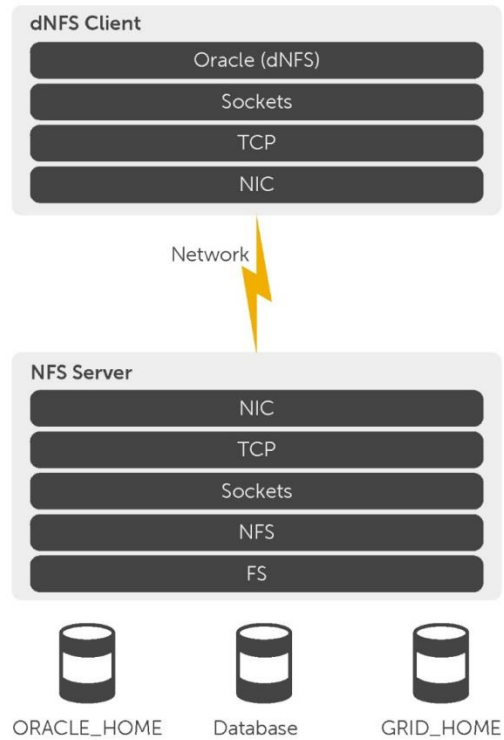 dNFS Client
Oracle (dNFS)
Sockets
TCP
NIC
Network
NFS Server
NIC
TCP
Sockets
NFS
FS
ORACLE_HOME
Database
GRID_HOME